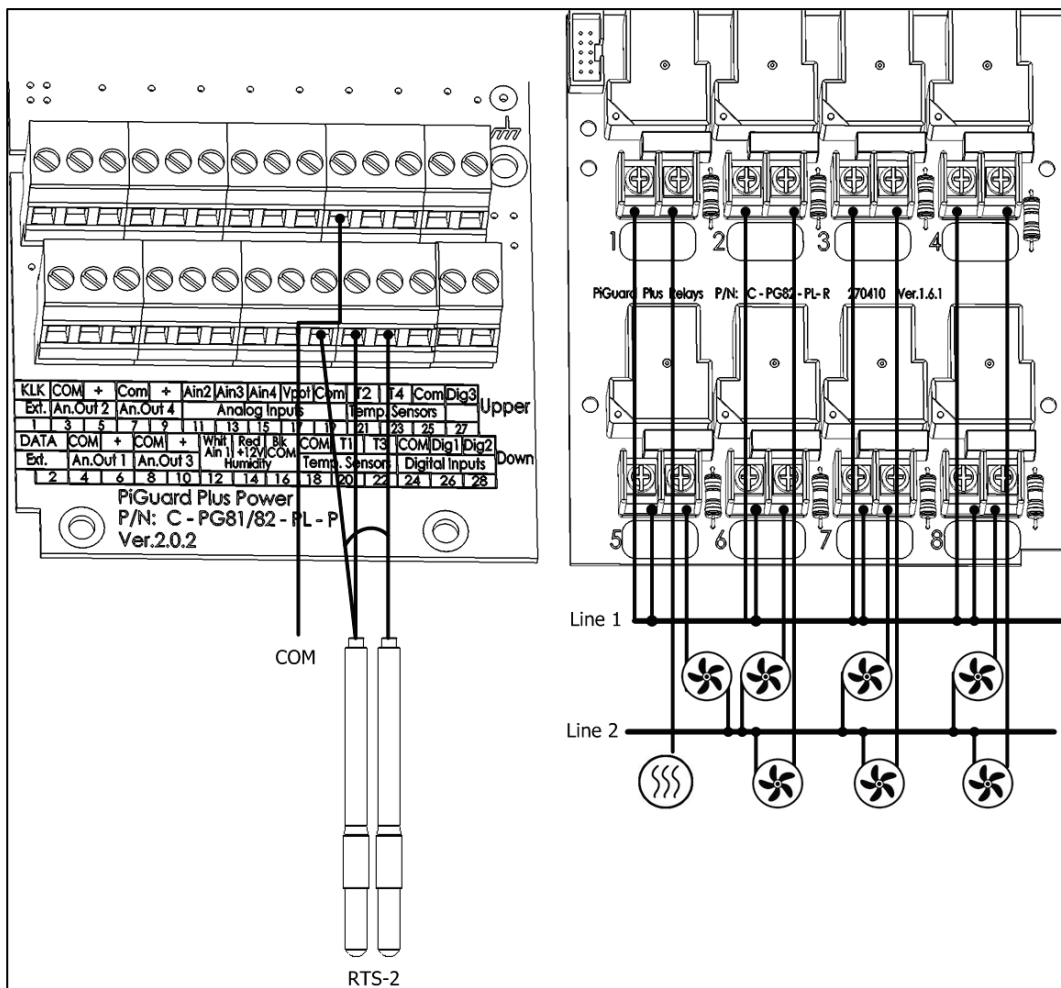 1 2 3 4
PiGuard Plus Relays P/N: C - PG82 - PL - R 270410 Ver.1.6.1
KLK COM + Com + Ain2 Ain3 Ain4 Vpot Com T2 T4 Com Dig3
Ext. An.Out 2 An.Out 4 Analog Inputs Temp. Sensors Upper
1 3 5 7 9 11 13 15 17 19 21 23 25 27
DATA COM + COM + Whit Ain 1 Red +12V Blk COM COM T1 T3 COM Dig1 Dig2
Ext. An.Out 1 An.Out 3 Humidity Temp. Sensors Digital Inputs Down
2 4 6 8 10 12 14 16 18 20 22 24 26 28
PiGuard Plus Power
P/N: C - PG81/82 - PL - P
Ver.2.0.2
5 6 7 8
Line 1
COM
Line 2
RTS-2